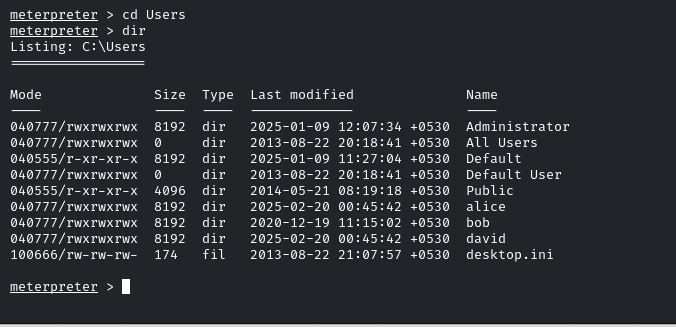 meterpreter > cd Users
meterpreter > dir
Listing: C:\Users
=================

Mode              Size  Type  Last modified              Name
----              ----  ----  -------------              ----
040777/rwxrwxrwx  8192  dir   2025-01-09 12:07:34 +0530  Administrator
040777/rwxrwxrwx  0     dir   2013-08-22 20:18:41 +0530  All Users
040555/r-xr-xr-x  8192  dir   2025-01-09 11:27:04 +0530  Default
040777/rwxrwxrwx  0     dir   2013-08-22 20:18:41 +0530  Default User
040555/r-xr-xr-x  4096  dir   2014-05-21 08:19:18 +0530  Public
040777/rwxrwxrwx  8192  dir   2025-02-20 00:45:42 +0530  alice
040777/rwxrwxrwx  8192  dir   2020-12-19 11:15:02 +0530  bob
040777/rwxrwxrwx  8192  dir   2025-02-20 00:45:42 +0530  david
100666/rw-rw-rw-  174   fil   2013-08-22 21:07:57 +0530  desktop.ini

meterpreter >